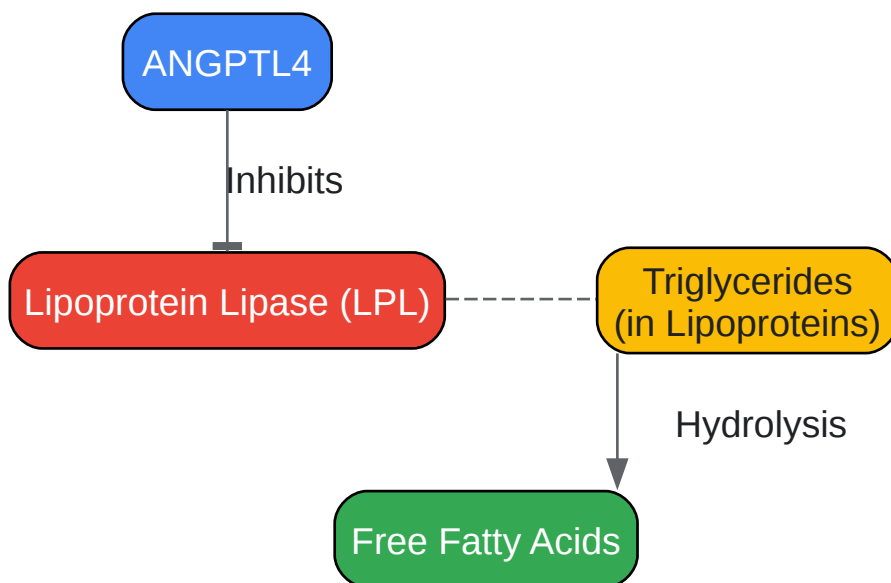 ANGPTL4
Inhibits
Lipoprotein Lipase (LPL)
Triglycerides
(in Lipoproteins)
Hydrolysis
Free Fatty Acids